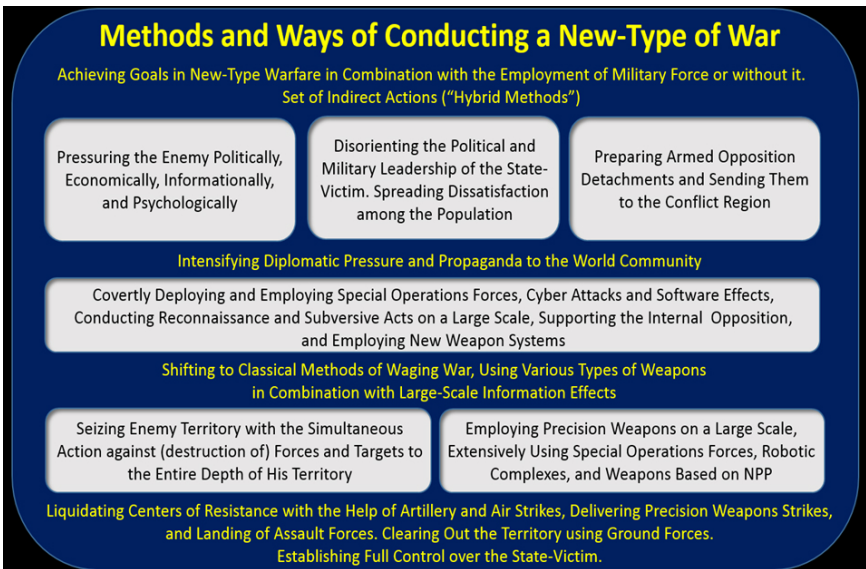 Methods and Ways of Conducting a New-Type of War
Achieving Goals in New-Type Warfare in Combination with the Employment of Military Force or without it.
Set of Indirect Actions (“Hybrid Methods”)
Pressuring the Enemy Politically,
Economically, Informationally,
and Psychologically
Disorienting the Political and
Military Leadership of the State-
Victim. Spreading Dissatisfaction
among the Population
Preparing Armed Opposition
Detachments and Sending Them
to the Conflict Region
Intensifying Diplomatic Pressure and Propaganda to the World Community
Covertly Deploying and Employing Special Operations Forces, Cyber Attacks and Software Effects,
Conducting Reconnaissance and Subversive Acts on a Large Scale, Supporting the Internal Opposition,
and Employing New Weapon Systems
Shifting to Classical Methods of Waging War, Using Various Types of Weapons
in Combination with Large-Scale Information Effects
Seizing Enemy Territory with the Simultaneous
Action against (destruction of) Forces and Targets to
the Entire Depth of His Territory
Employing Precision Weapons on a Large Scale,
Extensively Using Special Operations Forces, Robotic
Complexes, and Weapons Based on NPP
Liquidating Centers of Resistance with the Help of Artillery and Air Strikes, Delivering Precision Weapons Strikes,
and Landing of Assault Forces. Clearing Out the Territory using Ground Forces.
Establishing Full Control over the State-Victim.